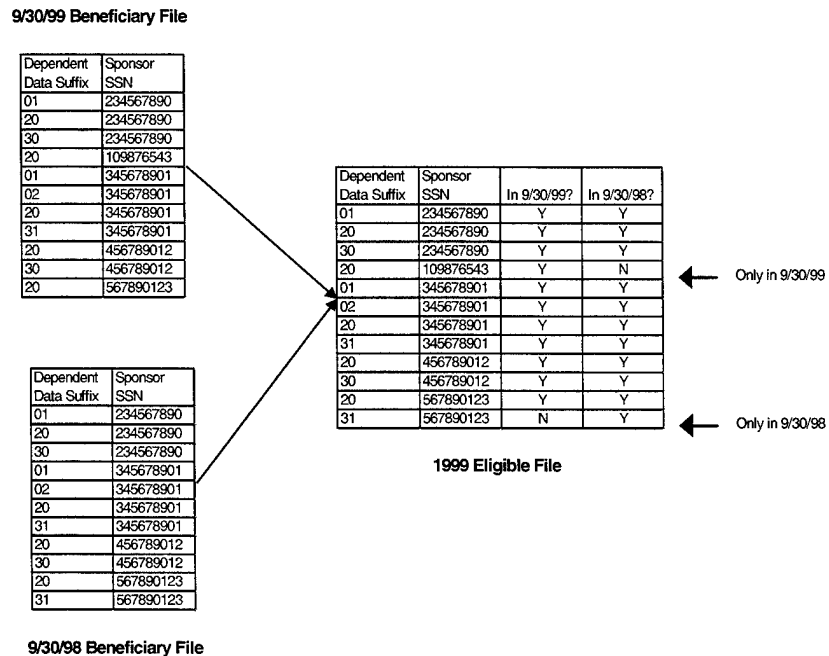 9/30/99 Beneficiary File
Dependent Sponsor
Data Suffix SSN
01 234567890
20 234567890
30 234567890
20 109876543
01 345678901
02 345678901
20 345678901
31 345678901
20 456789012
30 456789012
20 567890123
Dependent Sponsor
Data Suffix SSN In 9/30/99? In 9/30/98?
01 234567890 Y Y
20 234567890 Y Y
30 234567890 Y Y
20 109876543 Y N
01 345678901 Y Y
02 345678901 Y Y
20 345678901 Y Y
31 345678901 Y Y
20 456789012 Y Y
30 456789012 Y Y
20 567890123 Y Y
31 567890123 N Y
Only in 9/30/99
Only in 9/30/98
1999 Eligible File
Dependent Sponsor
Data Suffix SSN
01 234567890
20 234567890
30 234567890
01 345678901
02 345678901
20 345678901
31 345678901
20 456789012
30 456789012
20 567890123
31 567890123
9/30/98 Beneficiary File